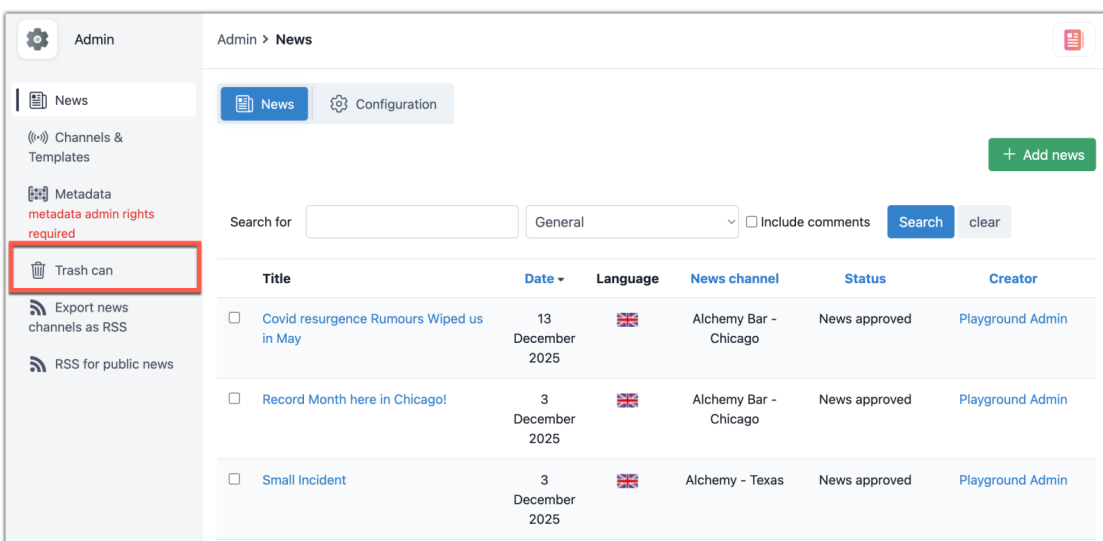 Admin
Admin > News
News
Channels &
Templates
Metadata
metadata admin rights
required
Trash can
Export news
channels as RSS
RSS for public news
News
Configuration
+ Add news
Search for
General
Include comments
Search
clear
Title
Date
Language
News channel
Status
Creator
Covid resurgence Rumours Wiped us
in May
13
December
2025
Alchemy Bar -
Chicago
News approved
Playground Admin
Record Month here in Chicago!
3
December
2025
Alchemy Bar -
Chicago
News approved
Playground Admin
Small Incident
3
December
2025
Alchemy - Texas
News approved
Playground Admin